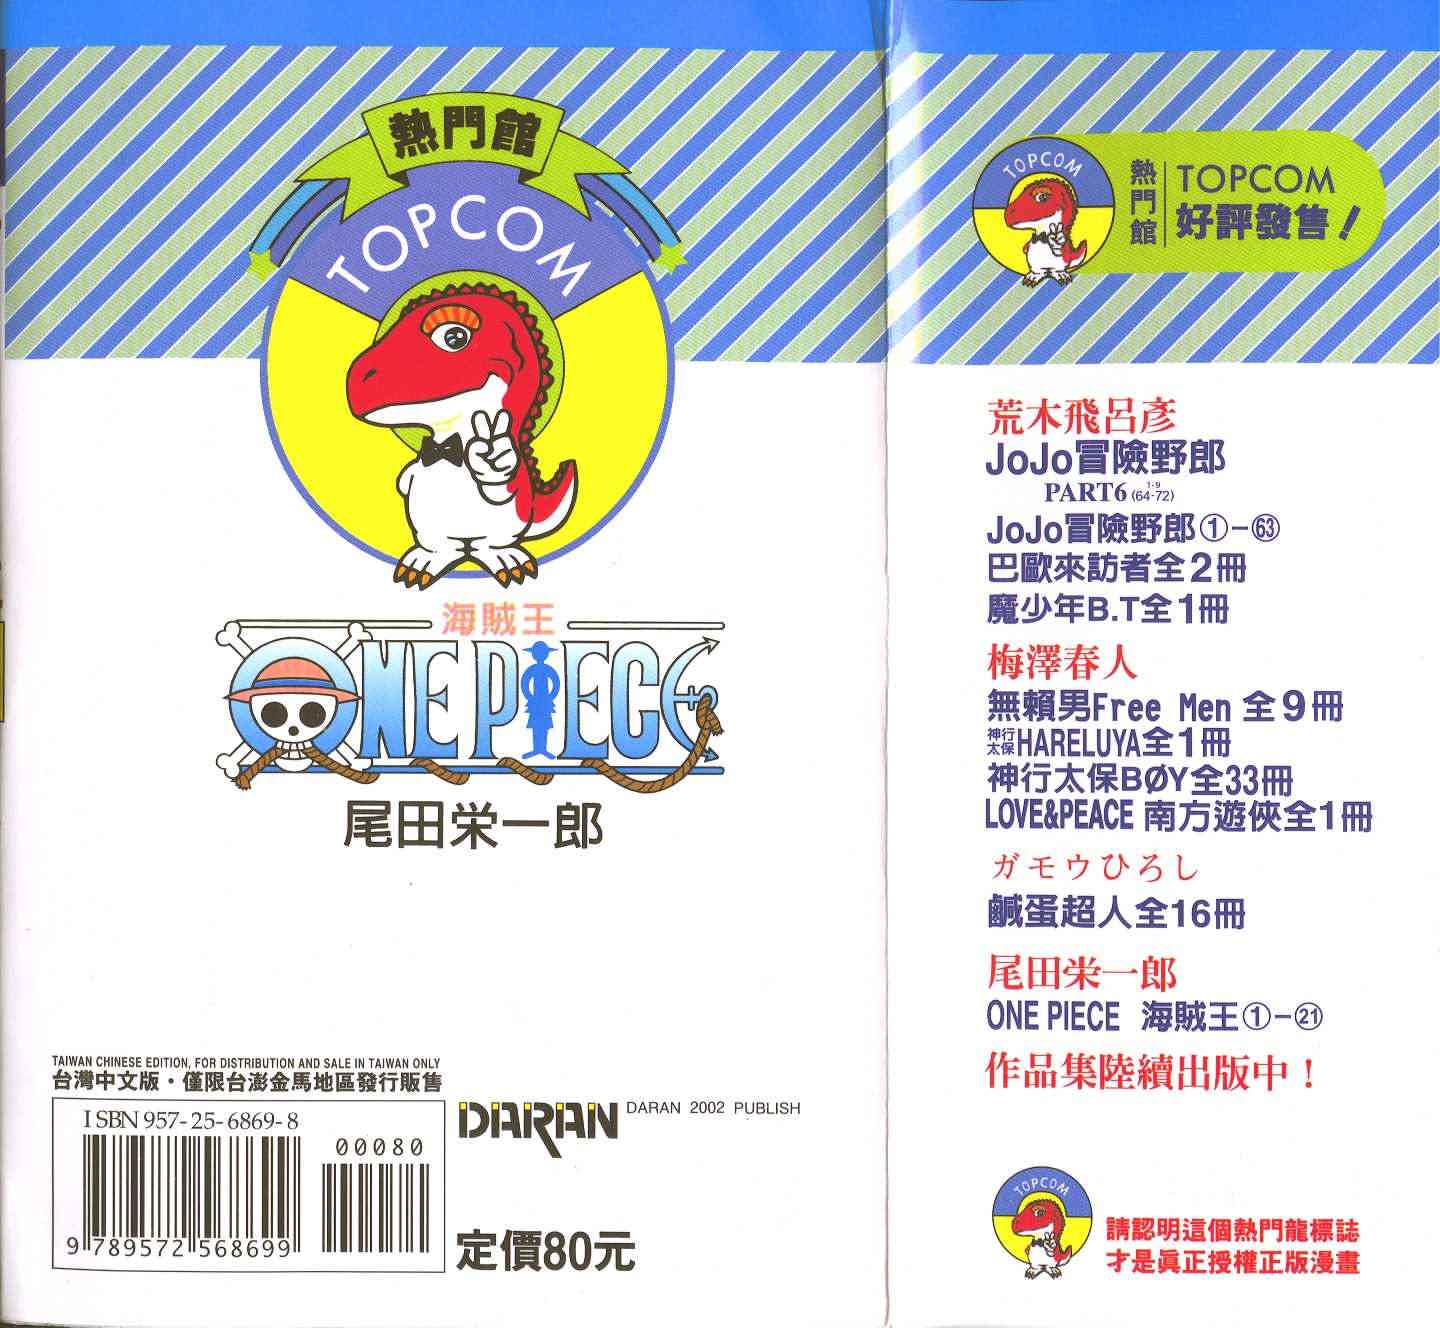 熱門館
TOPCOM
海賊王
ONE PIECE
尾田栄一郎
TAIWAN CHINESE EDITION, FOR DISTRIBUTION AND SALE IN TAIWAN ONLY
台灣中文版・僅限台澎金馬地區發行販售
ISBN 957-25-6869-8
00080
9 789572 568699
DARAN DARAN 2002 PUBLISH
定價80元
TOPCOM
熱門館
TOPCOM
好評發售！
荒木飛呂彥
JoJo冒險野郎
PART6 1-9 (64-72)
JoJo冒險野郎①－㊿
巴歐來訪者全2冊
魔少年B.T全1冊
梅澤春人
無賴男Free Men 全9冊
神行太保HARELUYA全1冊
神行太保BØY全33冊
LOVE&PEACE 南方遊俠全1冊
ガモウひろし
鹹蛋超人全16冊
尾田栄一郎
ONE PIECE 海賊王①－㉑
作品集陸續出版中！
TOPCOM
請認明這個熱門龍標誌
才是眞正授權正版漫畫